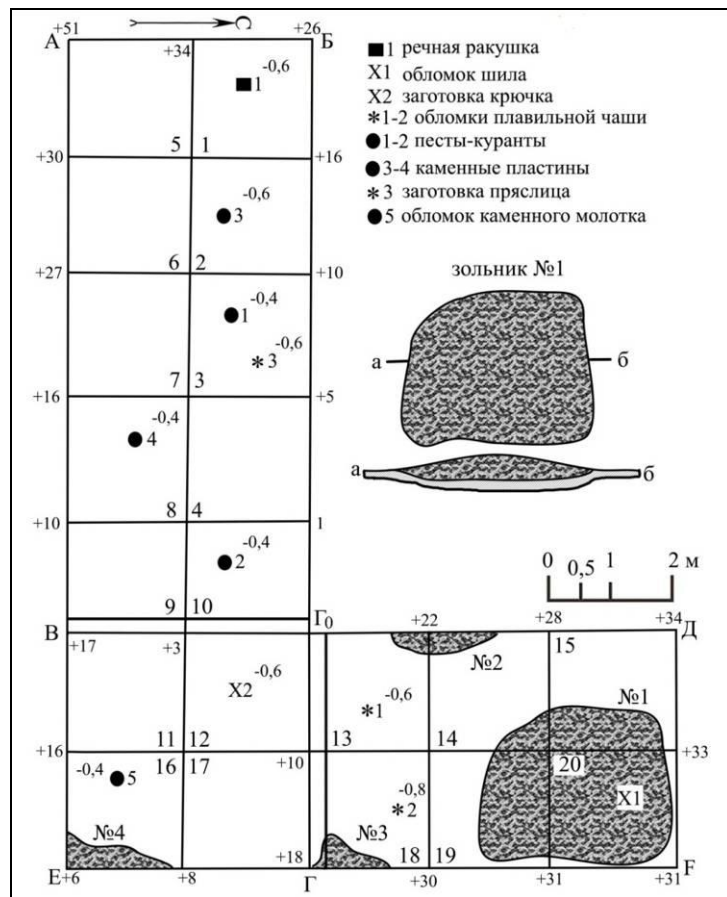 +51 С +26
А +34 Б
-0,6
1
5 1
+30 +16
-0,6
3
6 2
+27 +10
-0,4
1
-0,6
*3
7 3
+16 +5
-0,4
4
8 4
+10 1
-0,4
2
9 10 Г0
■1 речная ракушка
X1 обломок шила
X2 заготовка крючка
*1-2 обломки плавильной чаши
●1-2 песты-куранты
●3-4 каменные пластины
*3 заготовка пряслица
●5 обломок каменного молотка
зольник №1
а б
а б
0 0,5 1 2 м
В +22 +28 +34 Д
+17 +3 15
-0,6 №2 №1
X2 -0,6
*1
11 12 13 14
+16 +10 +33
16 17 20
-0,4
5 -0,8 X1
*2
№4 №3
+18 18 19
Е+6 +8 Г +30 +31 +31 F